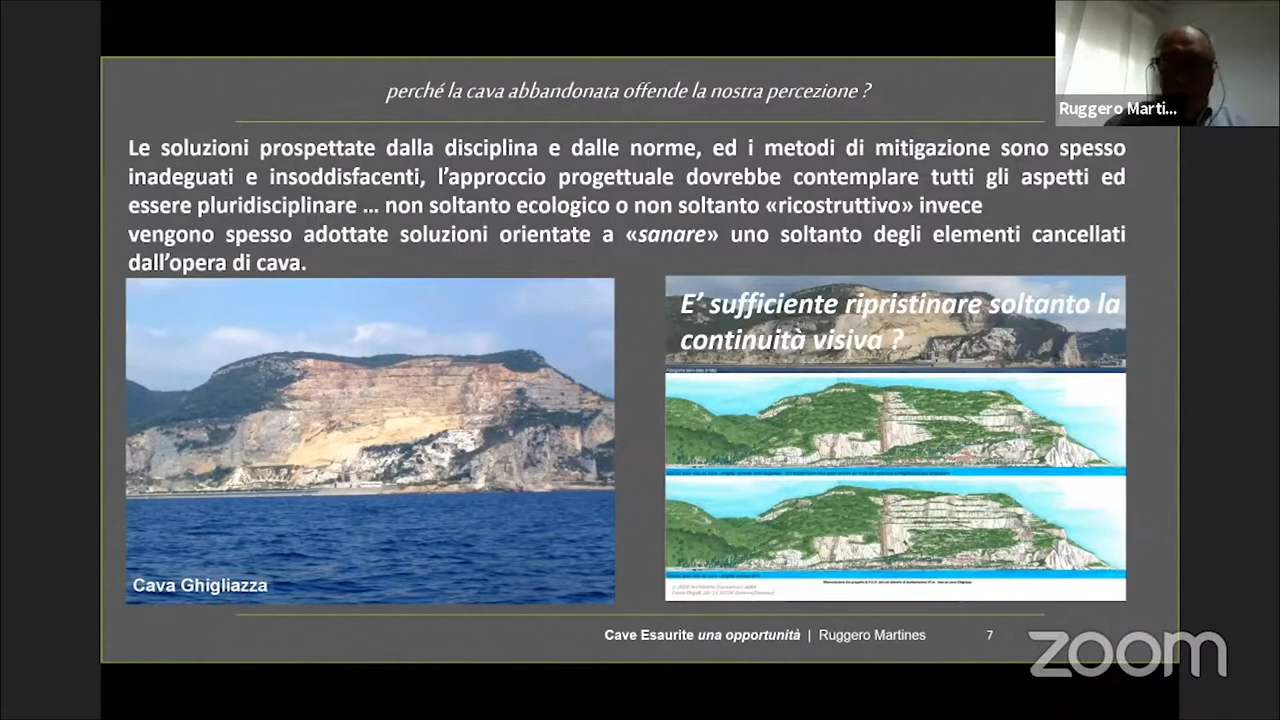 perché la cava abbandonata offende la nostra percezione ?
Ruggero Marti...
Le soluzioni prospettate dalla disciplina e dalle norme, ed i metodi di mitigazione sono spesso
inadeguati e insoddisfacenti, l'approccio progettuale dovrebbe contemplare tutti gli aspetti ed
essere pluridisciplinare … non soltanto ecologico o non soltanto «ricostruttivo» invece
vengono spesso adottate soluzioni orientate a «sanare» uno soltanto degli elementi cancellati
dall'opera di cava.
E' sufficiente ripristinare soltanto la
continuità visiva ?
Cava Ghigliazza
Cave Esaurite una opportunità | Ruggero Martines
7
zoom